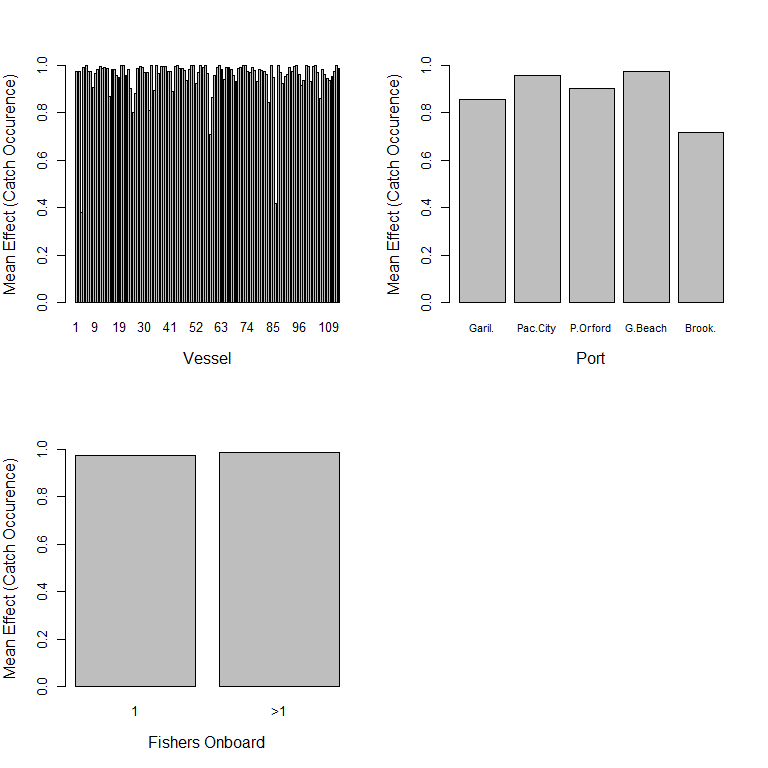 Mean Effect (Catch Occurence)
0.0 0.2 0.4 0.6 0.8 1.0
1 9 19 30 41 52 63 74 85 96 109
Vessel
Mean Effect (Catch Occurence)
0.0 0.2 0.4 0.6 0.8 1.0
Garil. Pac.City P.Orford G.Beach Brook.
Port
Mean Effect (Catch Occurence)
0.0 0.2 0.4 0.6 0.8 1.0
1 >1
Fishers Onboard